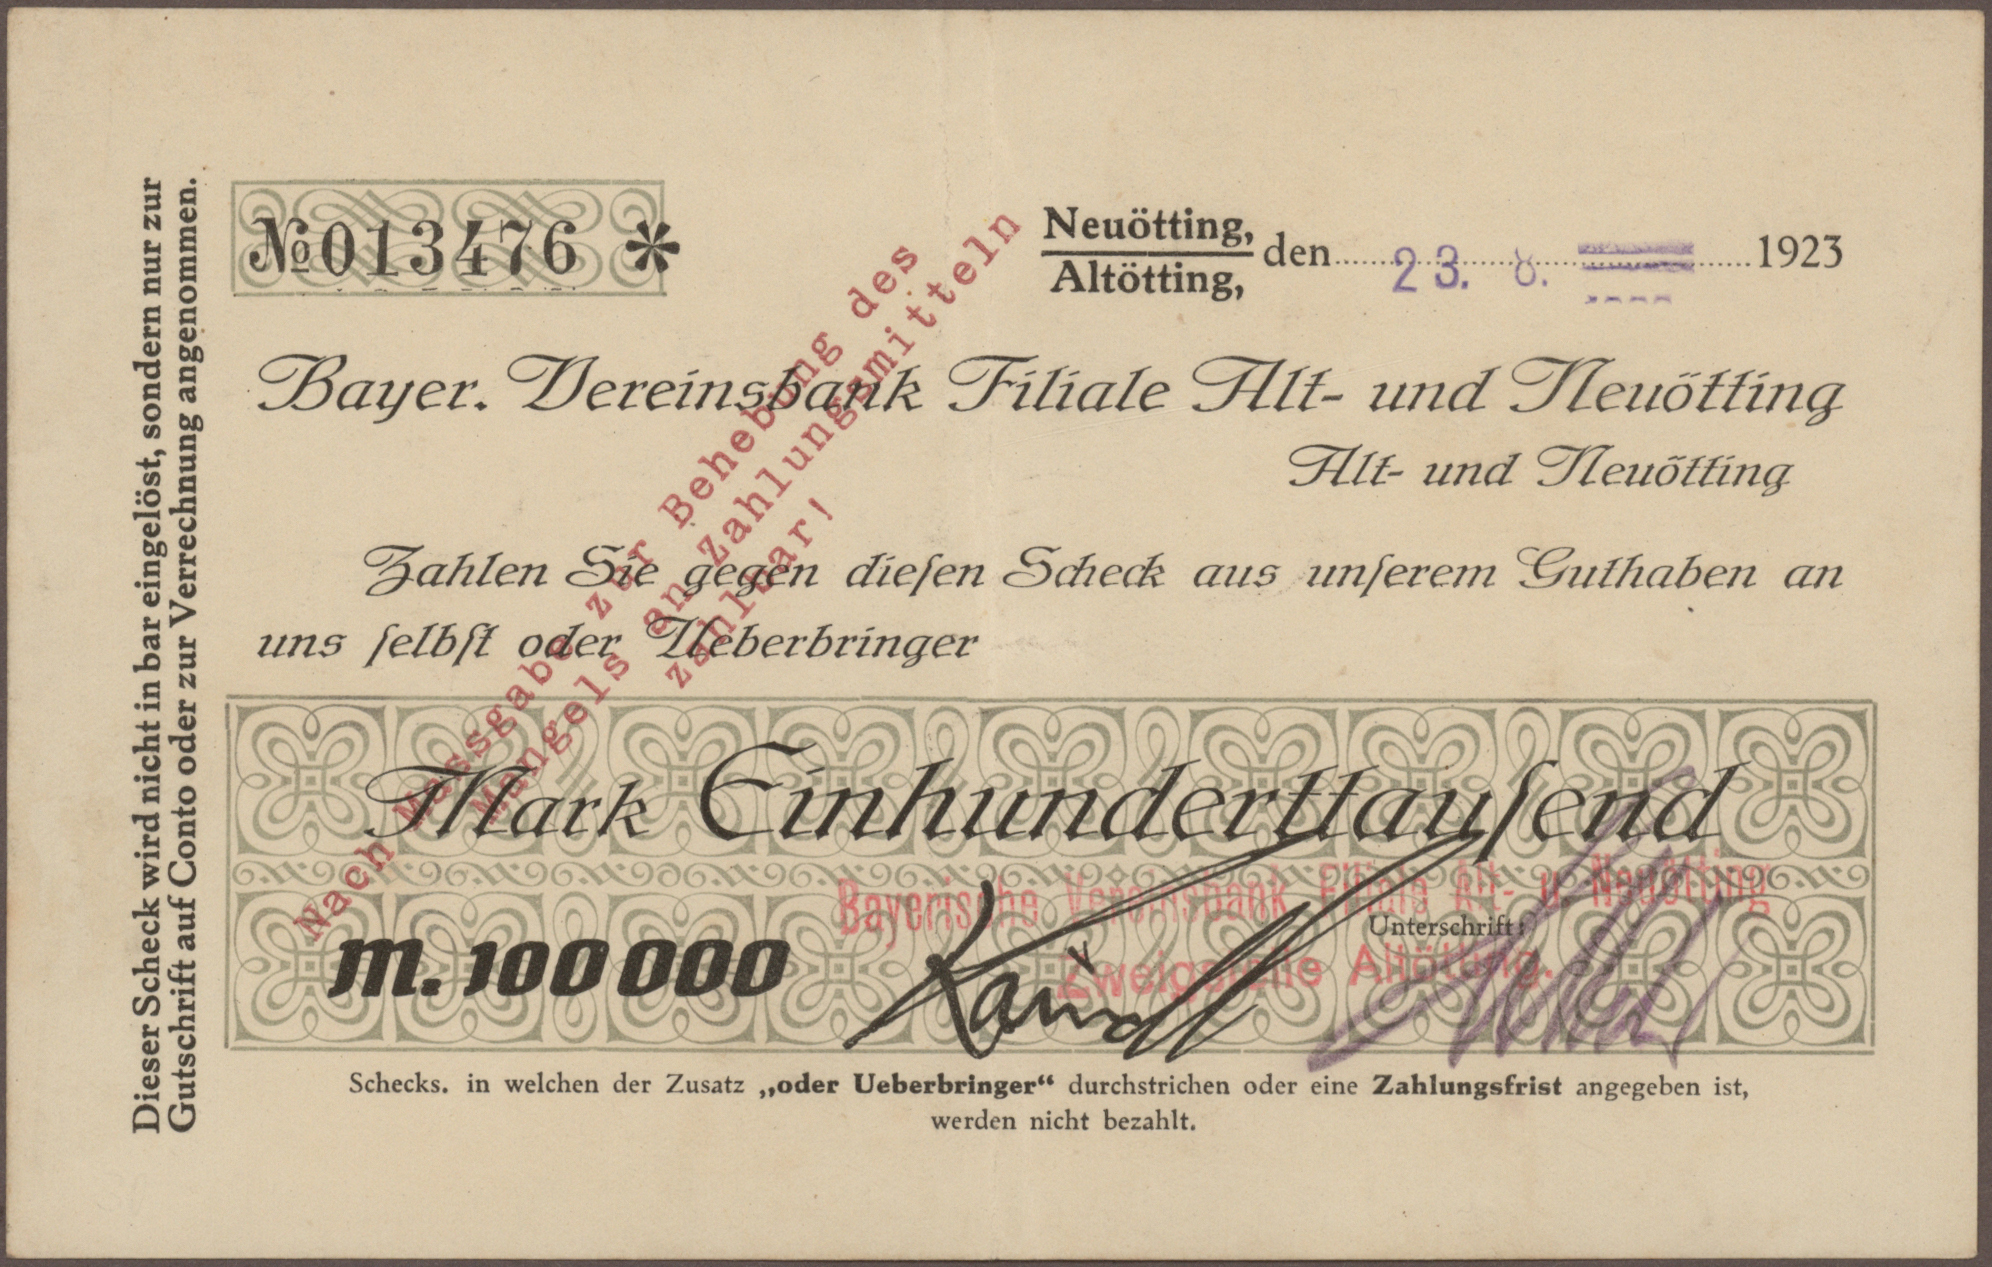 Dieser Scheck wird nicht in bar eingelöst, sondern nur zur
Gutschrift auf Conto oder zur Verrechnung angenommen.
№ 013476 *
Neuötting,
Altötting,
den 23. 8. 1923
Bayer. Vereinsbank Filiale Alt- und Neuötting
Alt- und Neuötting
Zahlen Sie gegen dieſen Scheck aus unſerem Guthaben an
uns ſelbſt oder Ueberbringer
Nach Massgabe zur Behebung des
Mangels an Zahlungsmitteln
zahlbar!
Mark Einhunderttauſend
M. 100 000
Bayerische Vereinsbank Filiale Alt- u. Neuötting
Unterschrift:
Zweigstelle Altötting.
Schecks. in welchen der Zusatz „oder Ueberbringer“ durchstrichen oder eine Zahlungsfrist angegeben ist,
werden nicht bezahlt.